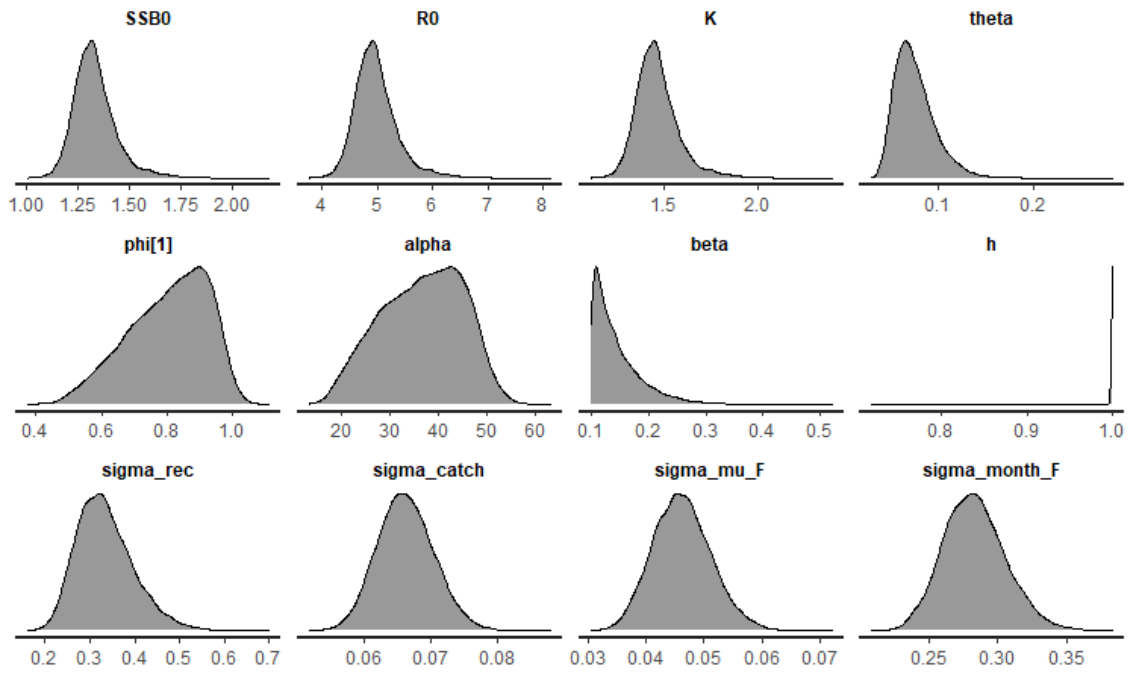 SSB0 R0 K theta
1.00 1.25 1.50 1.75 2.00 4 5 6 7 8 1.5 2.0 0.1 0.2
phi[1] alpha beta h
0.4 0.6 0.8 1.0 20 30 40 50 60 0.1 0.2 0.3 0.4 0.5 0.8 0.9 1.0
sigma_rec sigma_catch sigma_mu_F sigma_month_F
0.2 0.3 0.4 0.5 0.6 0.7 0.06 0.07 0.08 0.03 0.04 0.05 0.06 0.07 0.25 0.30 0.35